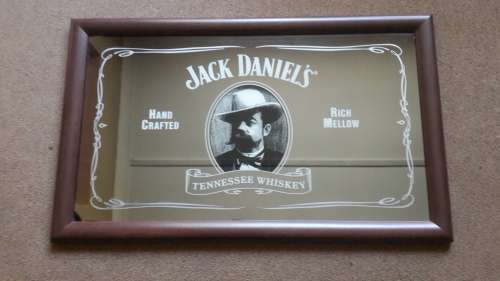 JACK DANIEL'S®
HAND
CRAFTED
RICH
MELLOW
TENNESSEE WHISKEY